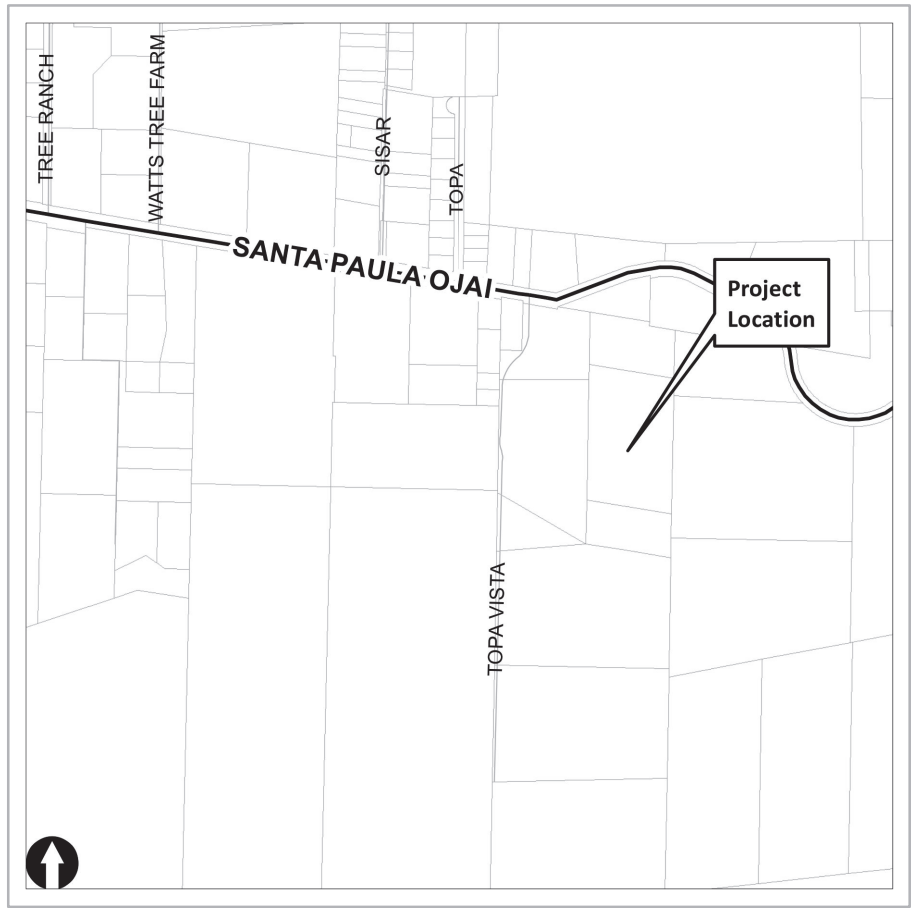 TREE RANCH
WATTS TREE FARM
SISAR
TOPA
SANTA PAULA OJAI
Project
Location
TOPA VISTA